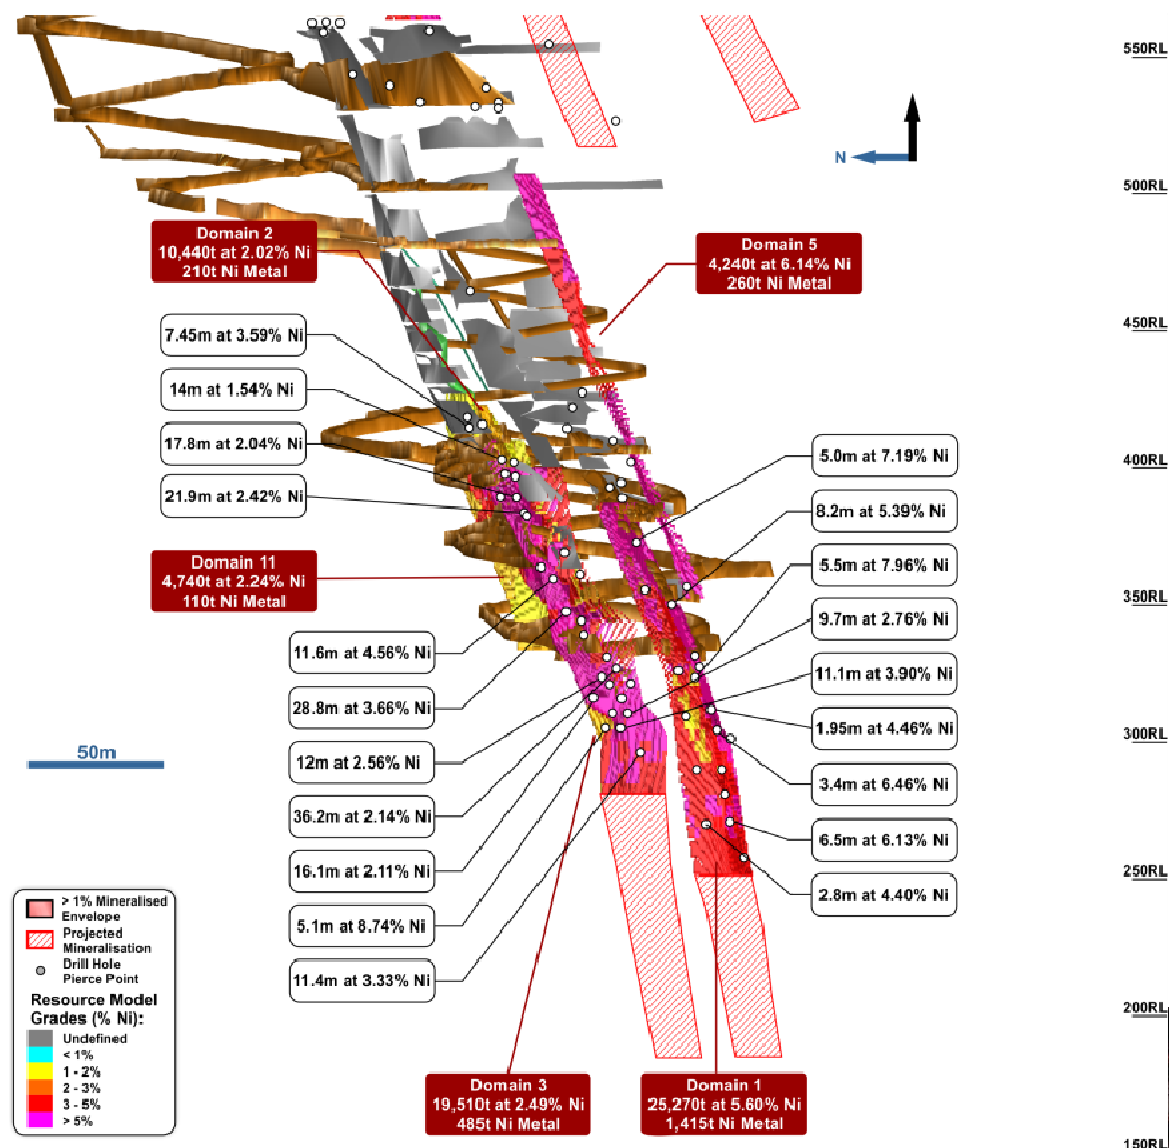 550RL
N
500RL
Domain 2
10,440t at 2.02% Ni
210t Ni Metal
Domain 5
4,240t at 6.14% Ni
260t Ni Metal
450RL
7.45m at 3.59% Ni
14m at 1.54% Ni
17.8m at 2.04% Ni
21.9m at 2.42% Ni
400RL
5.0m at 7.19% Ni
8.2m at 5.39% Ni
5.5m at 7.96% Ni
9.7m at 2.76% Ni
11.1m at 3.90% Ni
1.95m at 4.46% Ni
3.4m at 6.46% Ni
6.5m at 6.13% Ni
2.8m at 4.40% Ni
Domain 11
4,740t at 2.24% Ni
110t Ni Metal
350RL
11.6m at 4.56% Ni
28.8m at 3.66% Ni
12m at 2.56% Ni
36.2m at 2.14% Ni
16.1m at 2.11% Ni
5.1m at 8.74% Ni
11.4m at 3.33% Ni
300RL
50m
250RL
> 1% Mineralised
Envelope
Projected
Mineralisation
Drill Hole
Pierce Point
Resource Model
Grades (% Ni):
Undefined
< 1%
1 - 2%
2 - 3%
3 - 5%
> 5%
200RL
Domain 3
19,510t at 2.49% Ni
485t Ni Metal
Domain 1
25,270t at 5.60% Ni
1,415t Ni Metal
150RL